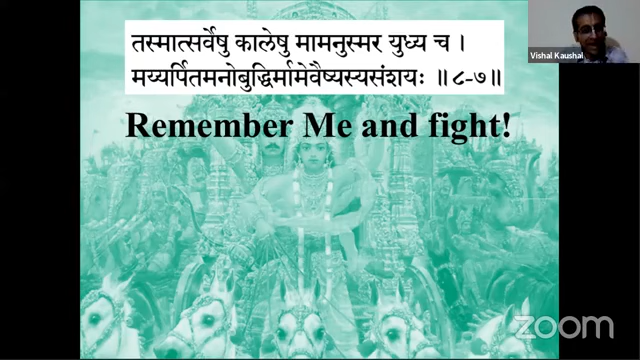 तस्मात्सर्वेषु कालेषु मामनुस्मर युध्य च ।
मय्यर्पितमनोबुद्धिर्मामेवैष्यस्यसंशयः ॥८-७॥
Remember Me and fight!
Vishal Kaushal
zoom